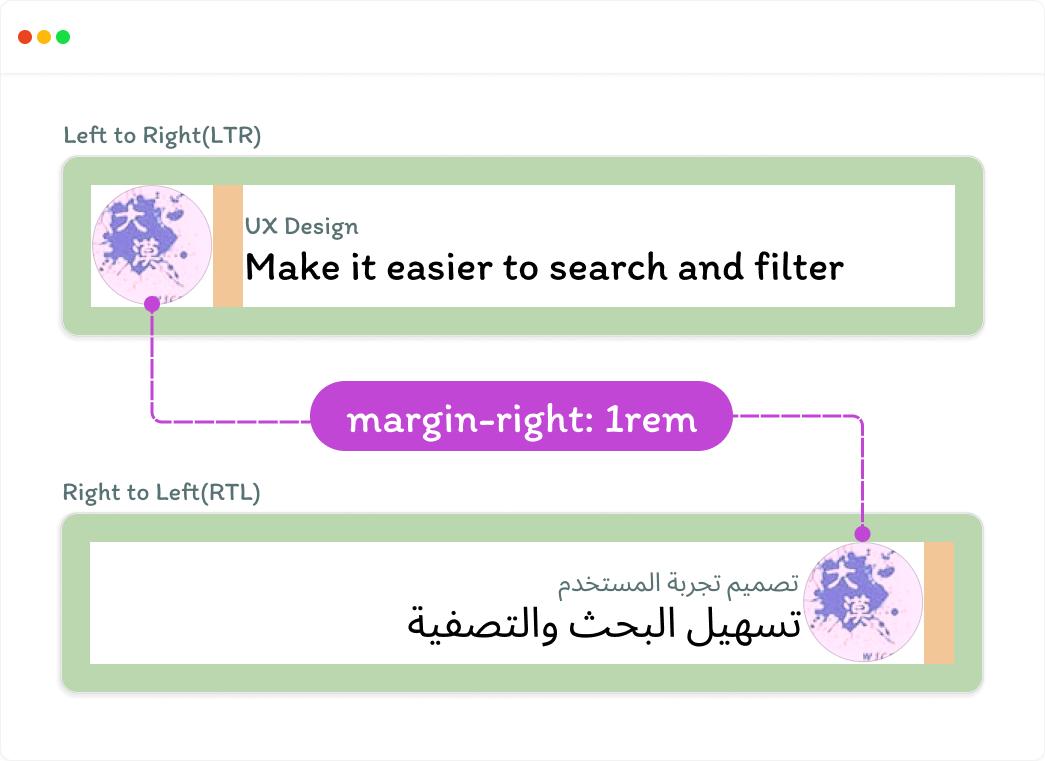 Left to Right(LTR)
大
漠
UX Design
Make it easier to search and filter
margin-right: 1rem
Right to Left(RTL)
تصميم تجربة المستخدم
تسهيل البحث والتصفية
大
漠